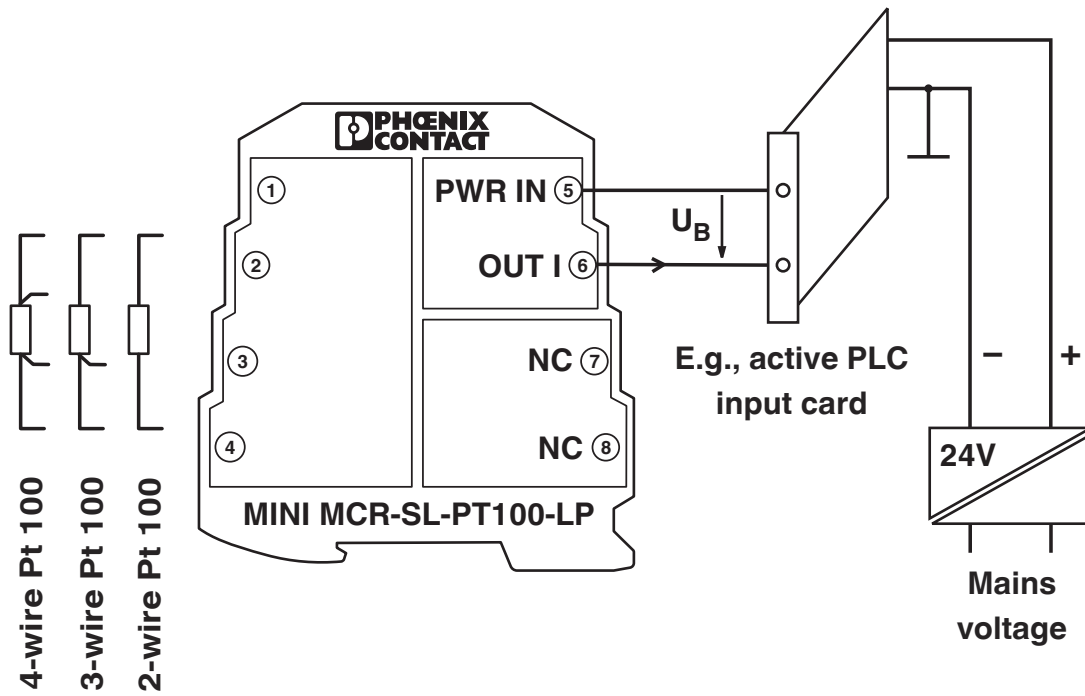 PHŒNIX
CONTACT
1
PWR IN 5
2
OUT I 6
UB
3
NC 7
4
NC 8
MINI MCR-SL-PT100-LP
E.g., active PLC
input card
– +
24V
Mains
voltage
4-wire Pt 100
3-wire Pt 100
2-wire Pt 100